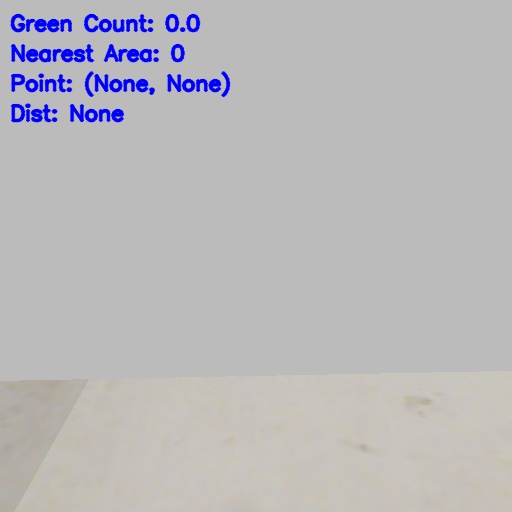 Green Count: 0.0
Nearest Area: 0
Point: (None, None)
Dist: None